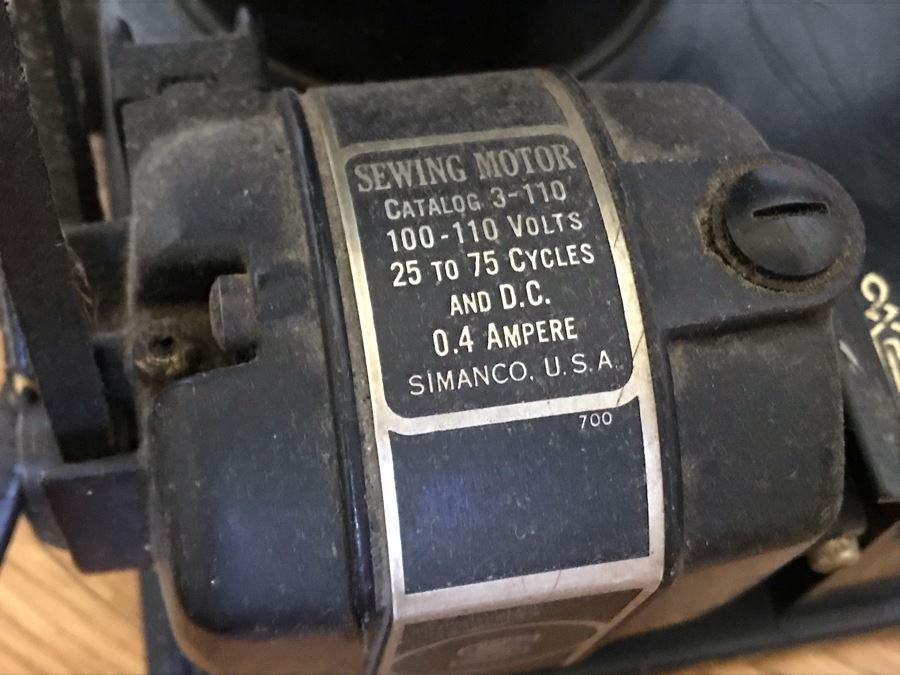 SEWING MOTOR
CATALOG 3-110
100-110 VOLTS
25 TO 75 CYCLES
AND D.C.
0.4 AMPERE
SIMANCO. U.S.A.
700